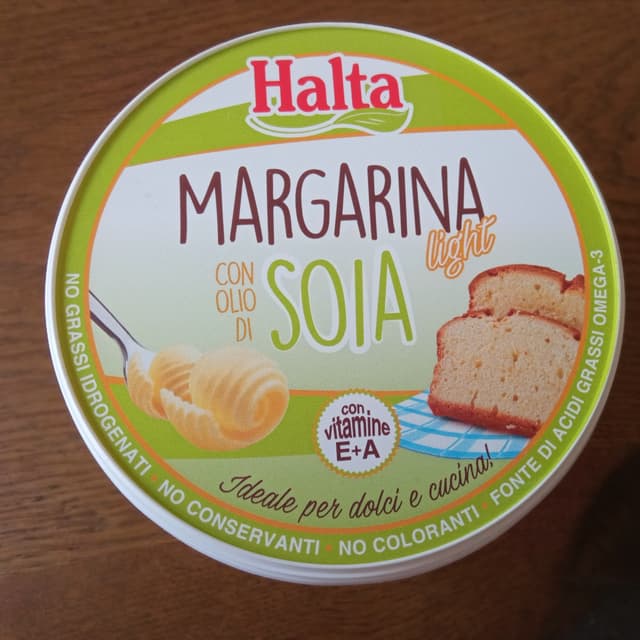 Halta
MARGARINA
light
CON
OLIO
DI
SOIA
con
vitamine
E+A
Ideale per dolci e cucina!
NO GRASSI IDROGENATI · NO CONSERVANTI · NO COLORANTI · FONTE DI ACIDI GRASSI OMEGA-3